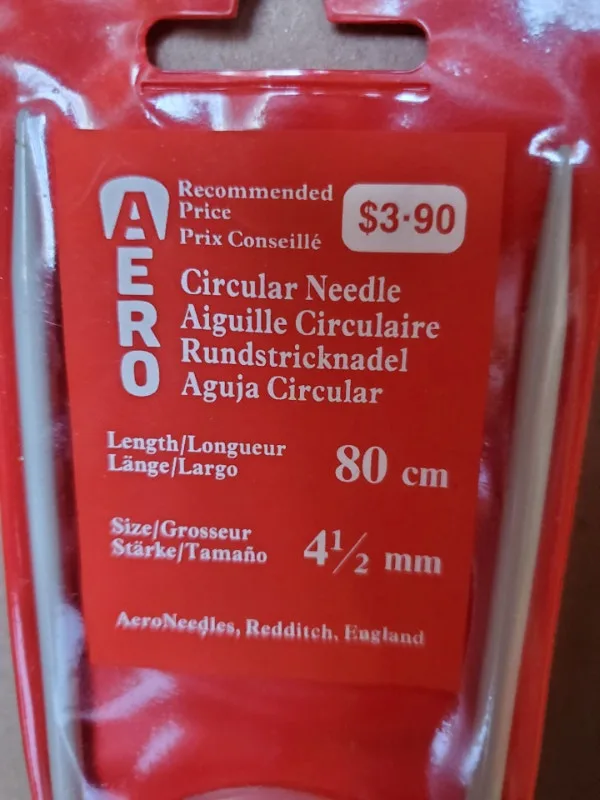 AERO
Recommended
Price
Prix Conseillé
$3·90
Circular Needle
Aiguille Circulaire
Rundstricknadel
Aguja Circular
Length/Longueur
Länge/Largo
80 cm
Size/Grosseur
Stärke/Tamaño
4½ mm
AeroNeedles, Redditch, England